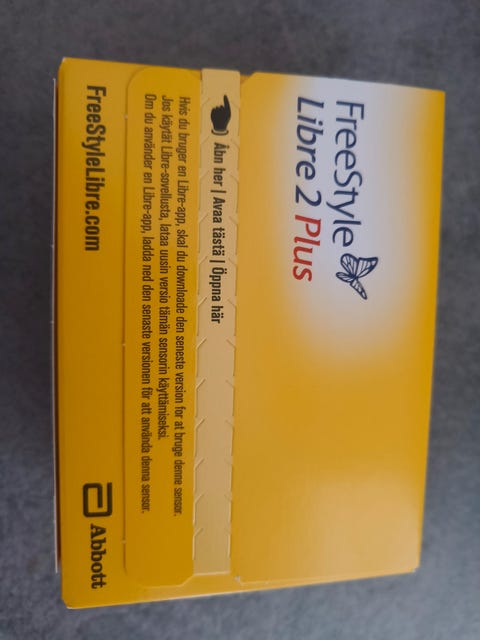 FreeStyle
Libre 2 Plus
Åbn her | Avaa tästä | Öppna här
Hvis du bruger en Libre-app, skal du downloade den seneste version for at bruge denne sensor.
Jos käytät Libre-sovellusta, lataa uusin versio tämän sensorin käyttämiseksi.
Om du använder en Libre-app, ladda ned den senaste versionen för att använda denna sensor.
FreeStyleLibre.com
Abbott